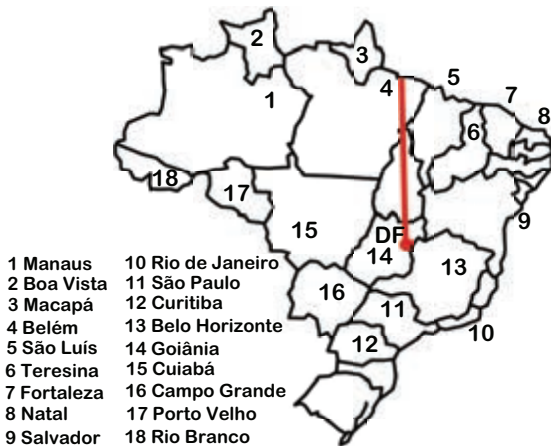 2
3
1
4
5
7
8
6
18
17
9
15
DF
14
13
16
11
10
12
1 Manaus
2 Boa Vista
3 Macapá
4 Belém
5 São Luís
6 Teresina
7 Fortaleza
8 Natal
9 Salvador
10 Rio de Janeiro
11 São Paulo
12 Curitiba
13 Belo Horizonte
14 Goiânia
15 Cuiabá
16 Campo Grande
17 Porto Velho
18 Rio Branco